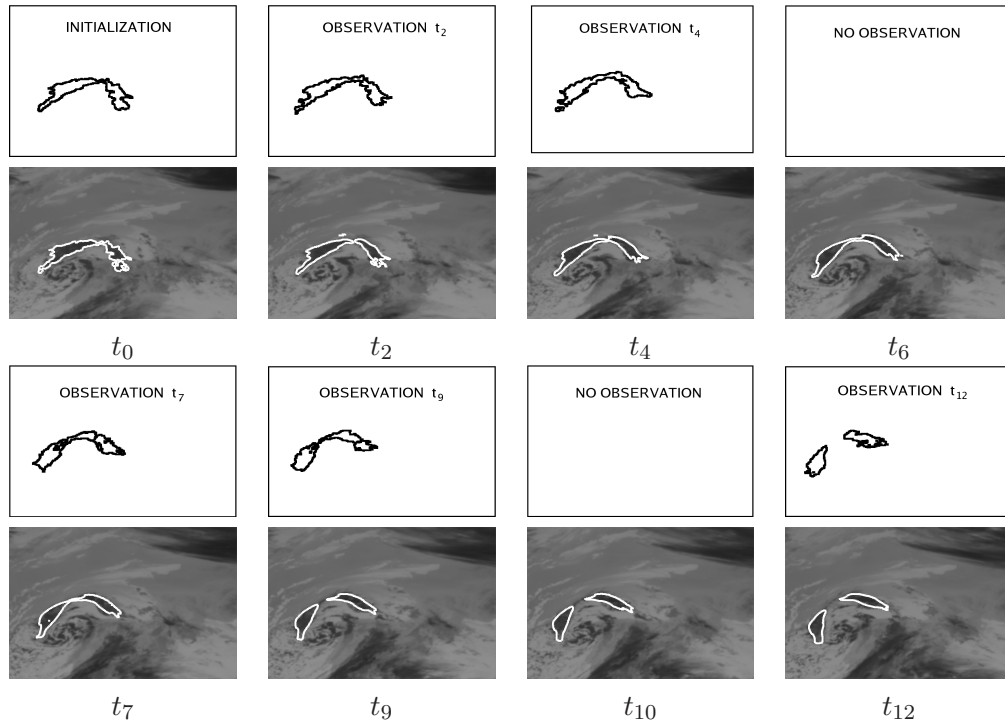 INITIALIZATION
OBSERVATION t₂
OBSERVATION t₄
NO OBSERVATION
t₀
t₂
t₄
t₆
OBSERVATION t₇
OBSERVATION t₉
NO OBSERVATION
OBSERVATION t₁₂
t₇
t₉
t₁₀
t₁₂